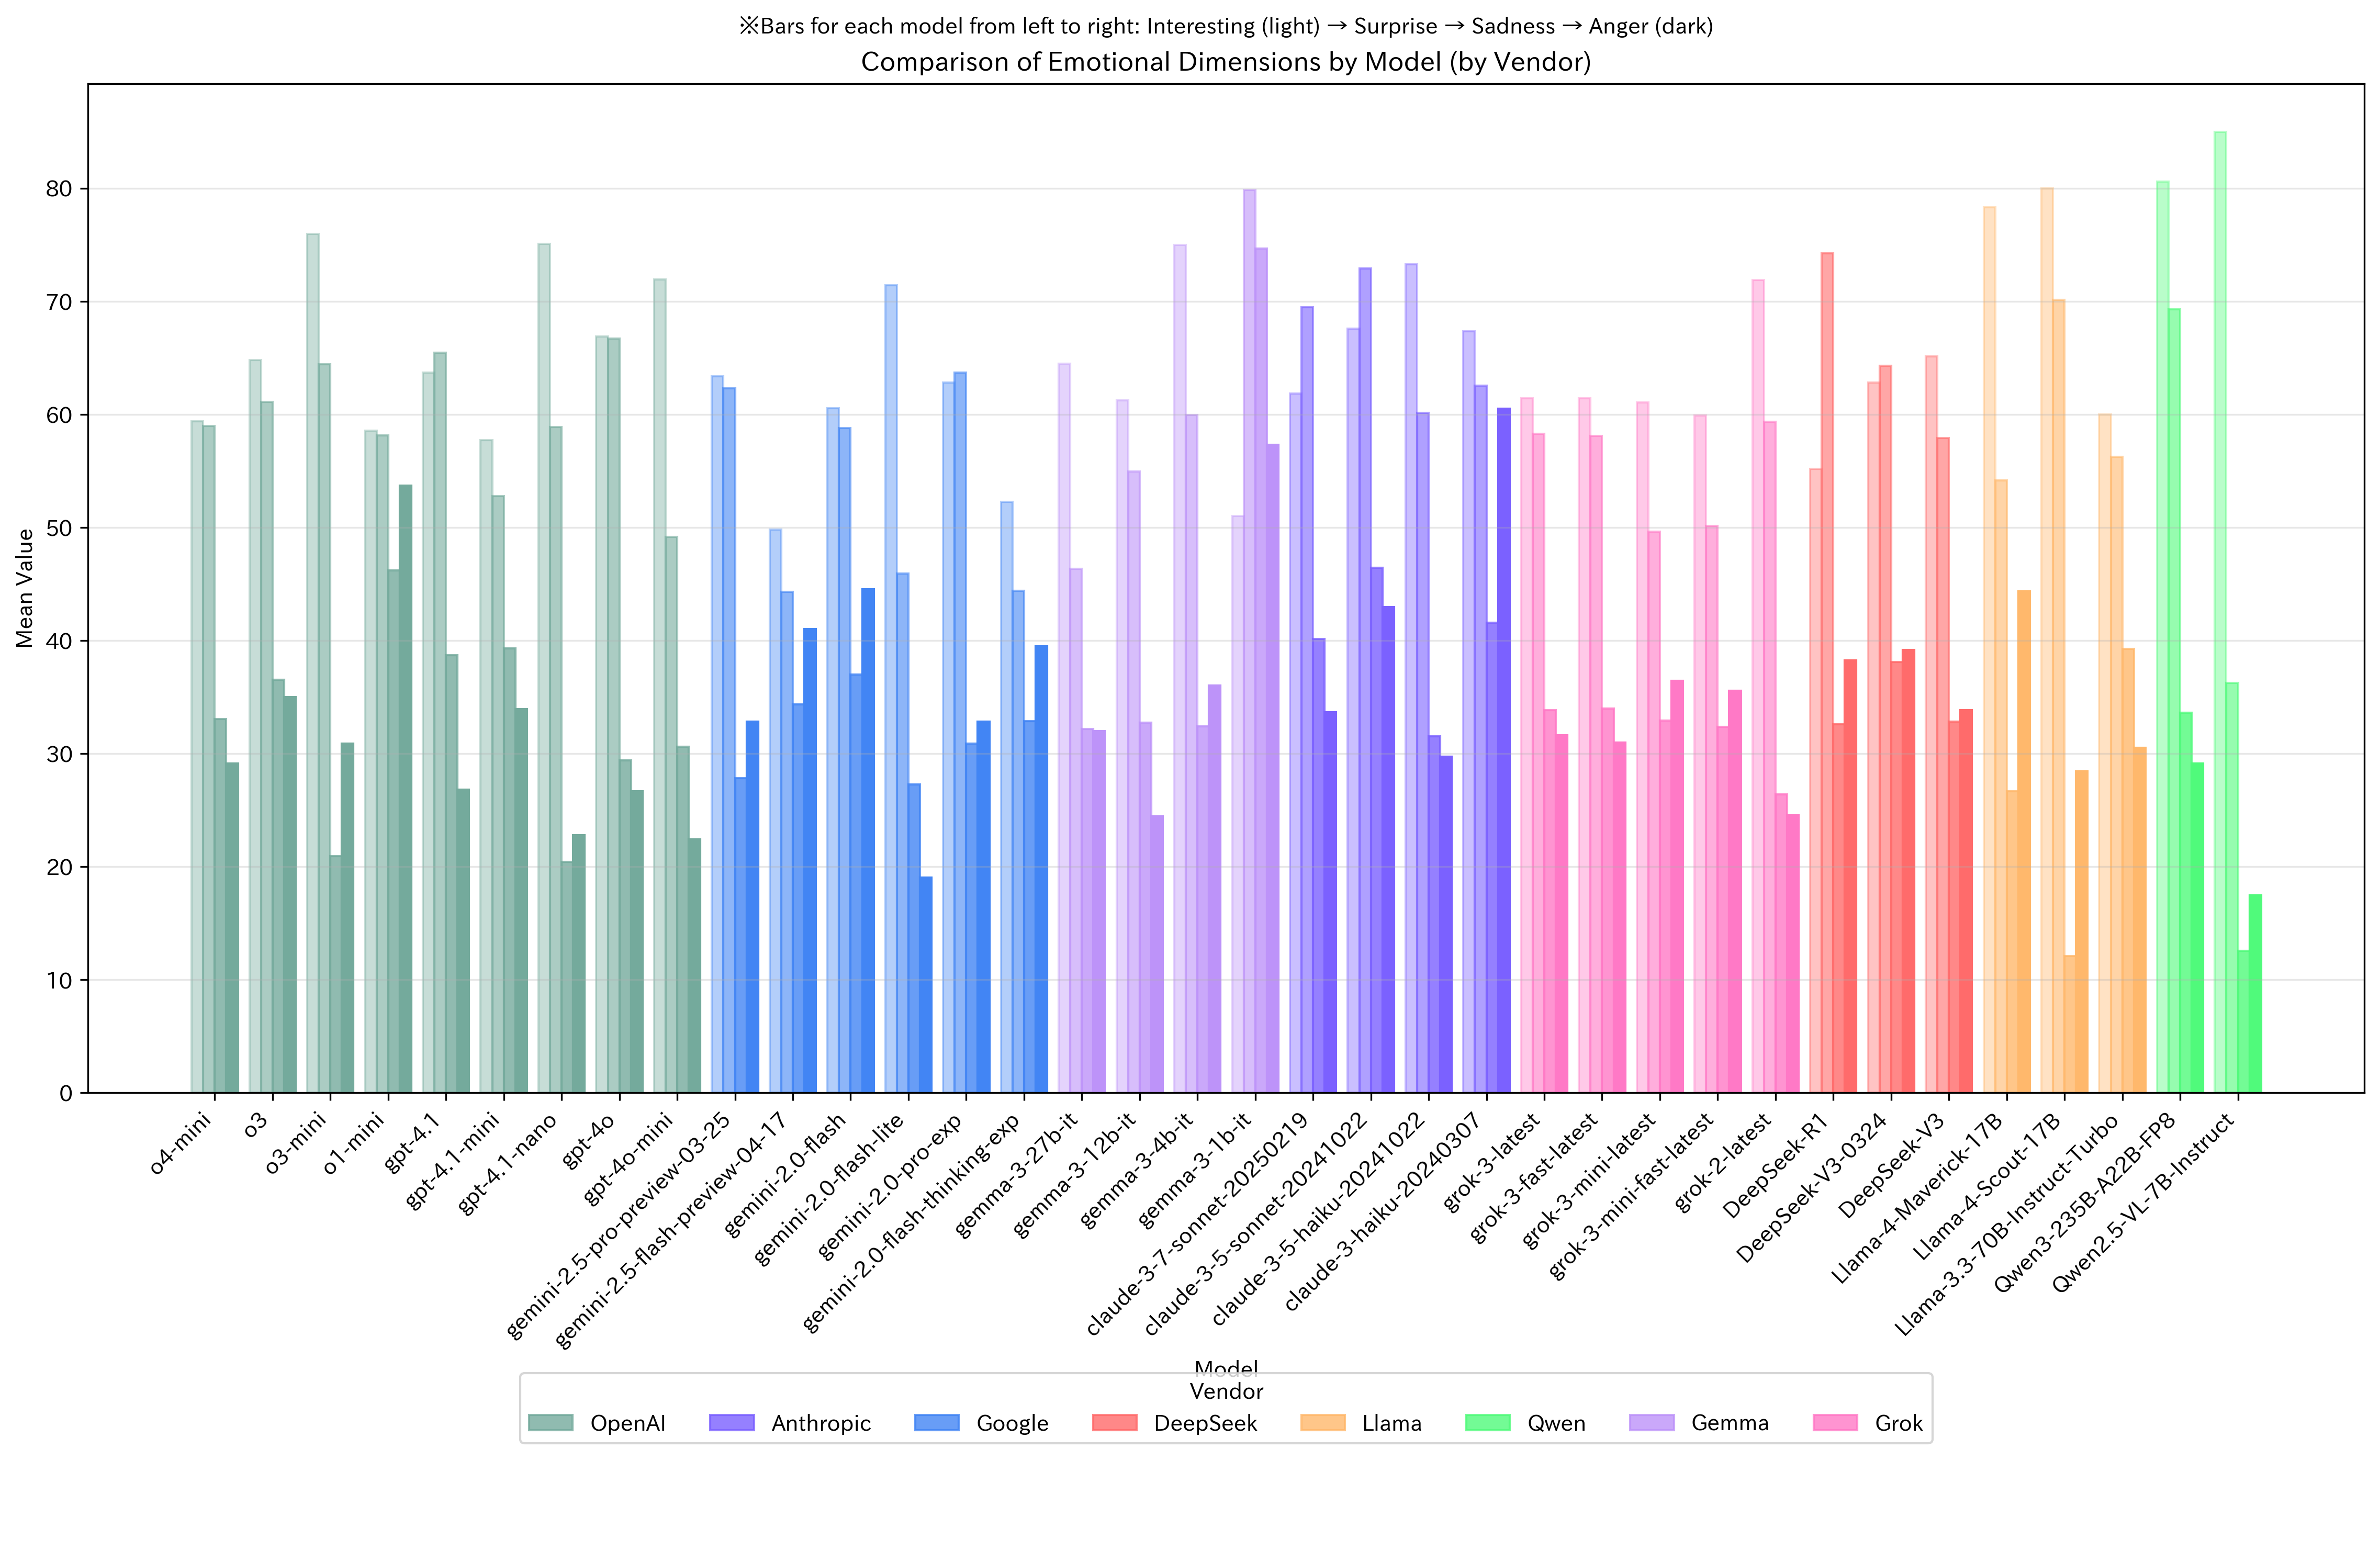 ※Bars for each model from left to right: Interesting (light) → Surprise → Sadness → Anger (dark)
Comparison of Emotional Dimensions by Model (by Vendor)
Mean Value
80
70
60
50
40
30
20
10
0
o4-mini
o3
o3-mini
o1-mini
gpt-4.1
gpt-4.1-mini
gpt-4.1-nano
gpt-4o
gpt-4o-mini
gemini-2.5-pro-preview-03-25
gemini-2.5-flash-preview-04-17
gemini-2.0-flash
gemini-2.0-flash-lite
gemini-2.0-pro-exp
gemini-2.0-flash-thinking-exp
gemma-3-27b-it
gemma-3-12b-it
gemma-3-4b-it
gemma-3-1b-it
claude-3-7-sonnet-20250219
claude-3-5-sonnet-20241022
claude-3-5-haiku-20241022
claude-3-haiku-20240307
grok-3-latest
grok-3-fast-latest
grok-3-mini-latest
grok-3-mini-fast-latest
grok-2-latest
DeepSeek-R1
DeepSeek-V3-0324
DeepSeek-V3
Llama-4-Maverick-17B
Llama-4-Scout-17B
Llama-3.3-70B-Instruct-Turbo
Qwen3-235B-A22B-FP8
Qwen2.5-VL-7B-Instruct
Model
Vendor
OpenAI Anthropic Google DeepSeek Llama Qwen Gemma Grok